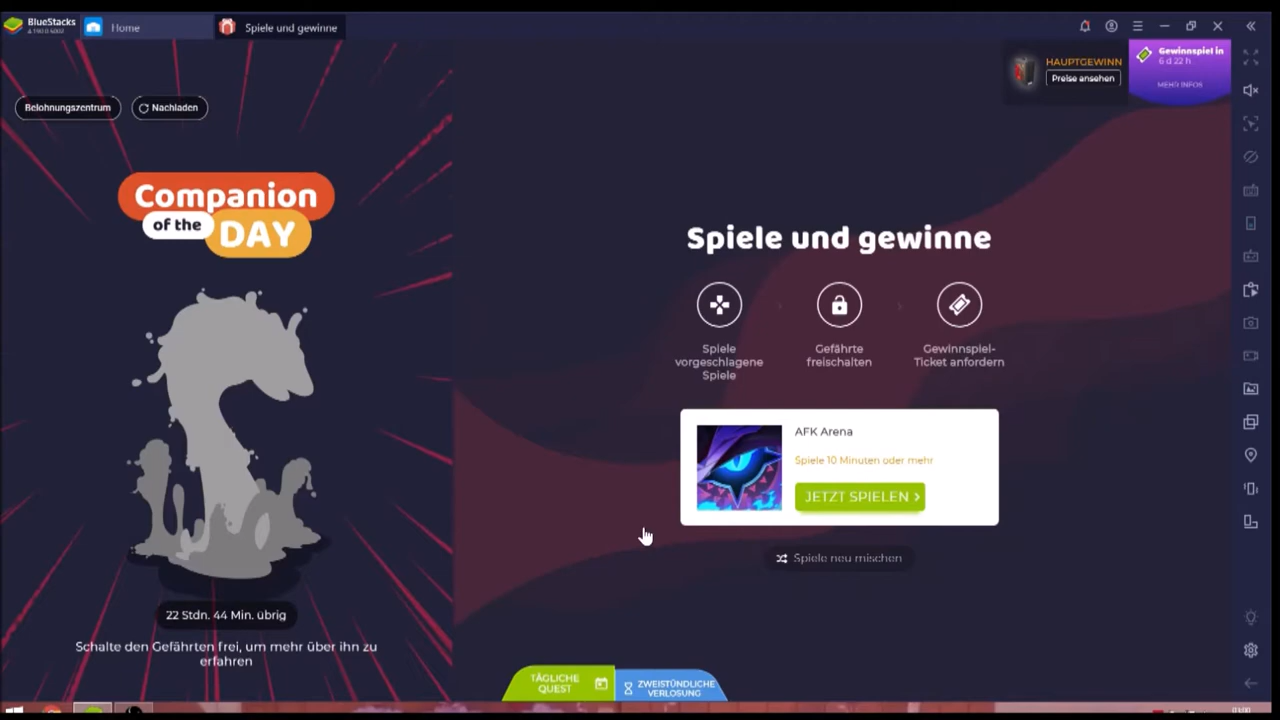 BlueStacks
Home
Spiele und gewinne
HAUPTGEWINN
Preise ansehen
Gewinnspiel in
6 d 22 h
MEHR INFOS
Belohnungszentrum
Nachladen
Companion
of the
DAY
Spiele und gewinne
Spiele
vorgeschlagene
Spiele
Gefährte
freischalten
Gewinnspiel-
Ticket anfordern
AFK Arena
Spiele 10 Minuten oder mehr
JETZT SPIELEN
Spiele neu mischen
22 Stdn. 44 Min. übrig
Schalte den Gefährten frei, um mehr über ihn zu
erfahren
TÄGLICHE
QUEST
ZWEISTÜNDLICHE
VERLOSUNG